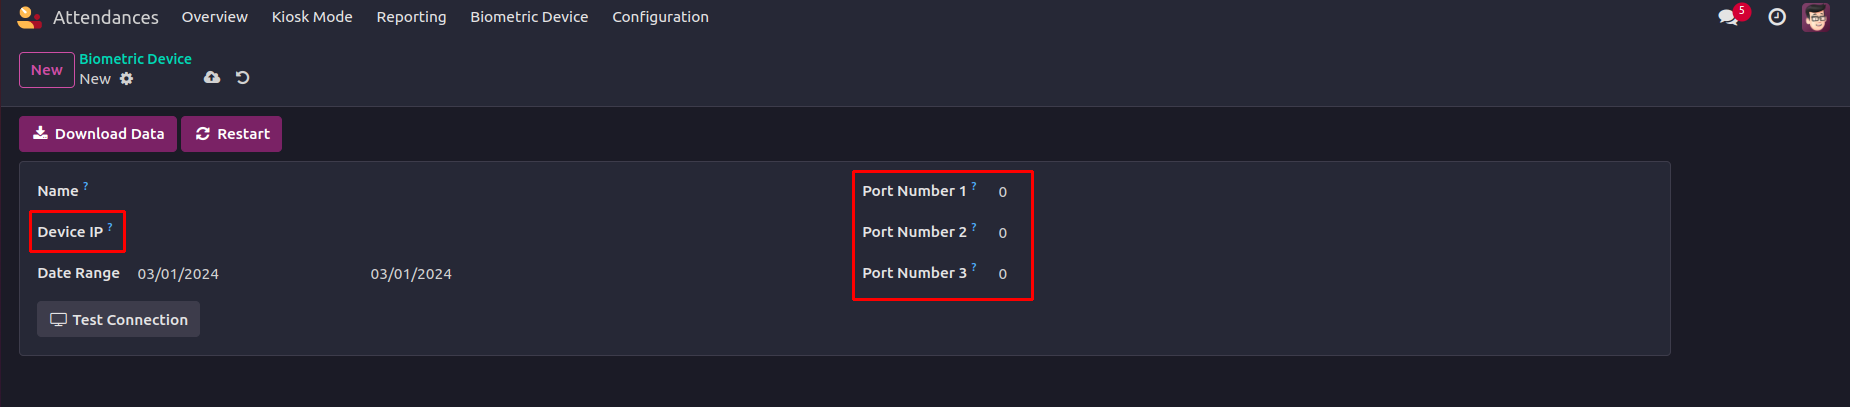 Attendances Overview Kiosk Mode Reporting Biometric Device Configuration 5
New Biometric Device
New
Download Data Restart
Name ? Port Number 1 ? 0
Device IP ? Port Number 2 ? 0
Date Range 03/01/2024 03/01/2024 Port Number 3 ? 0
Test Connection